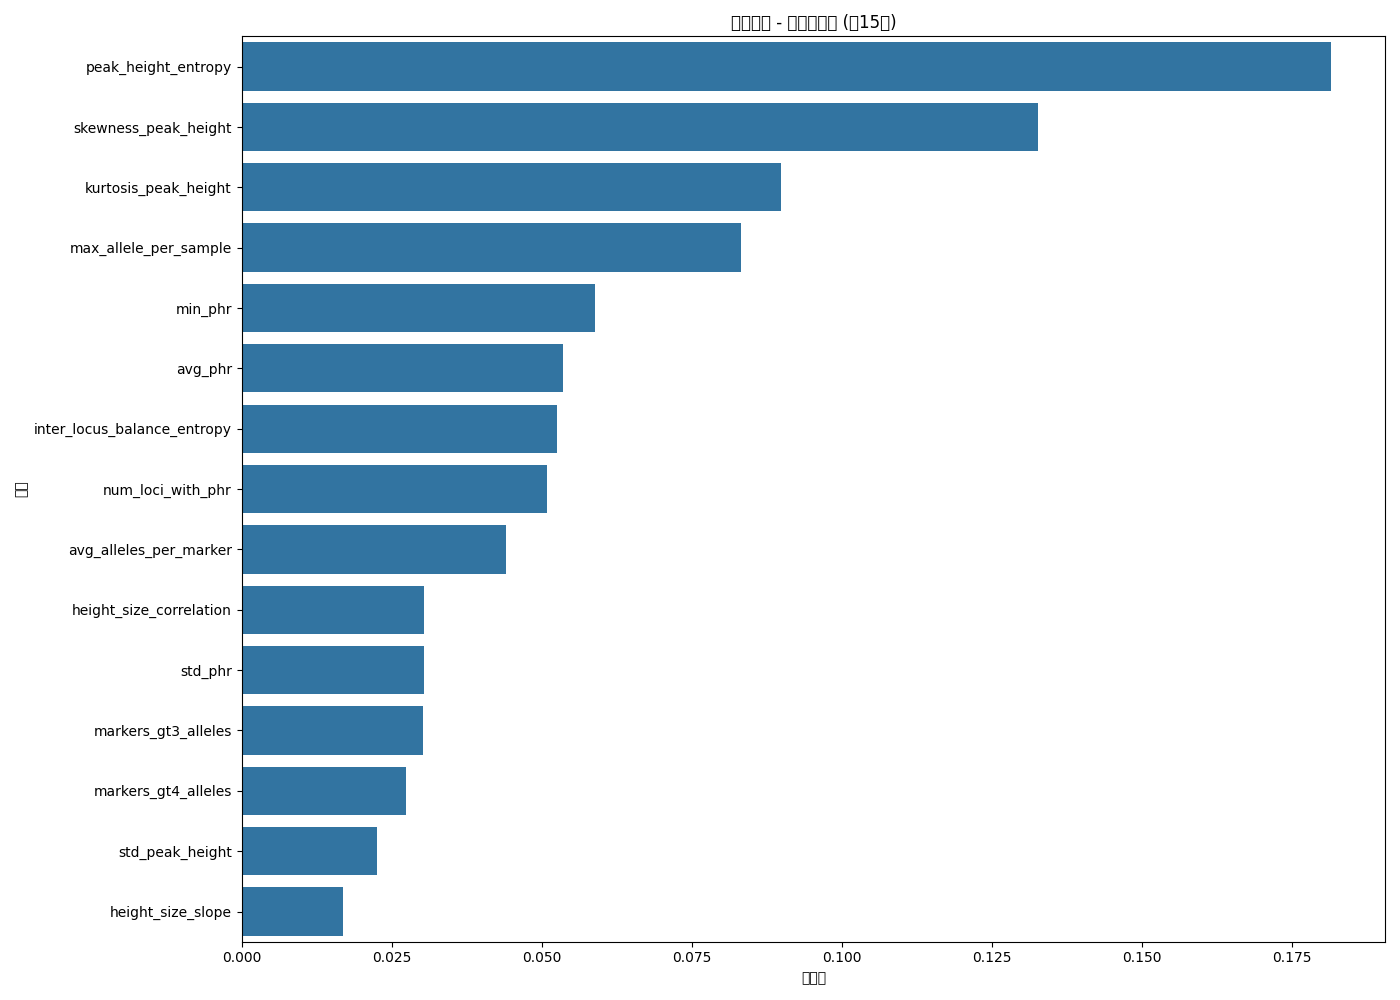 - (15)
peak_height_entropy
skewness_peak_height
kurtosis_peak_height
max_allele_per_sample
min_phr
avg_phr
inter_locus_balance_entropy
num_loci_with_phr
avg_alleles_per_marker
height_size_correlation
std_phr
markers_gt3_alleles
markers_gt4_alleles
std_peak_height
height_size_slope
0.000 0.025 0.050 0.075 0.100 0.125 0.150 0.175